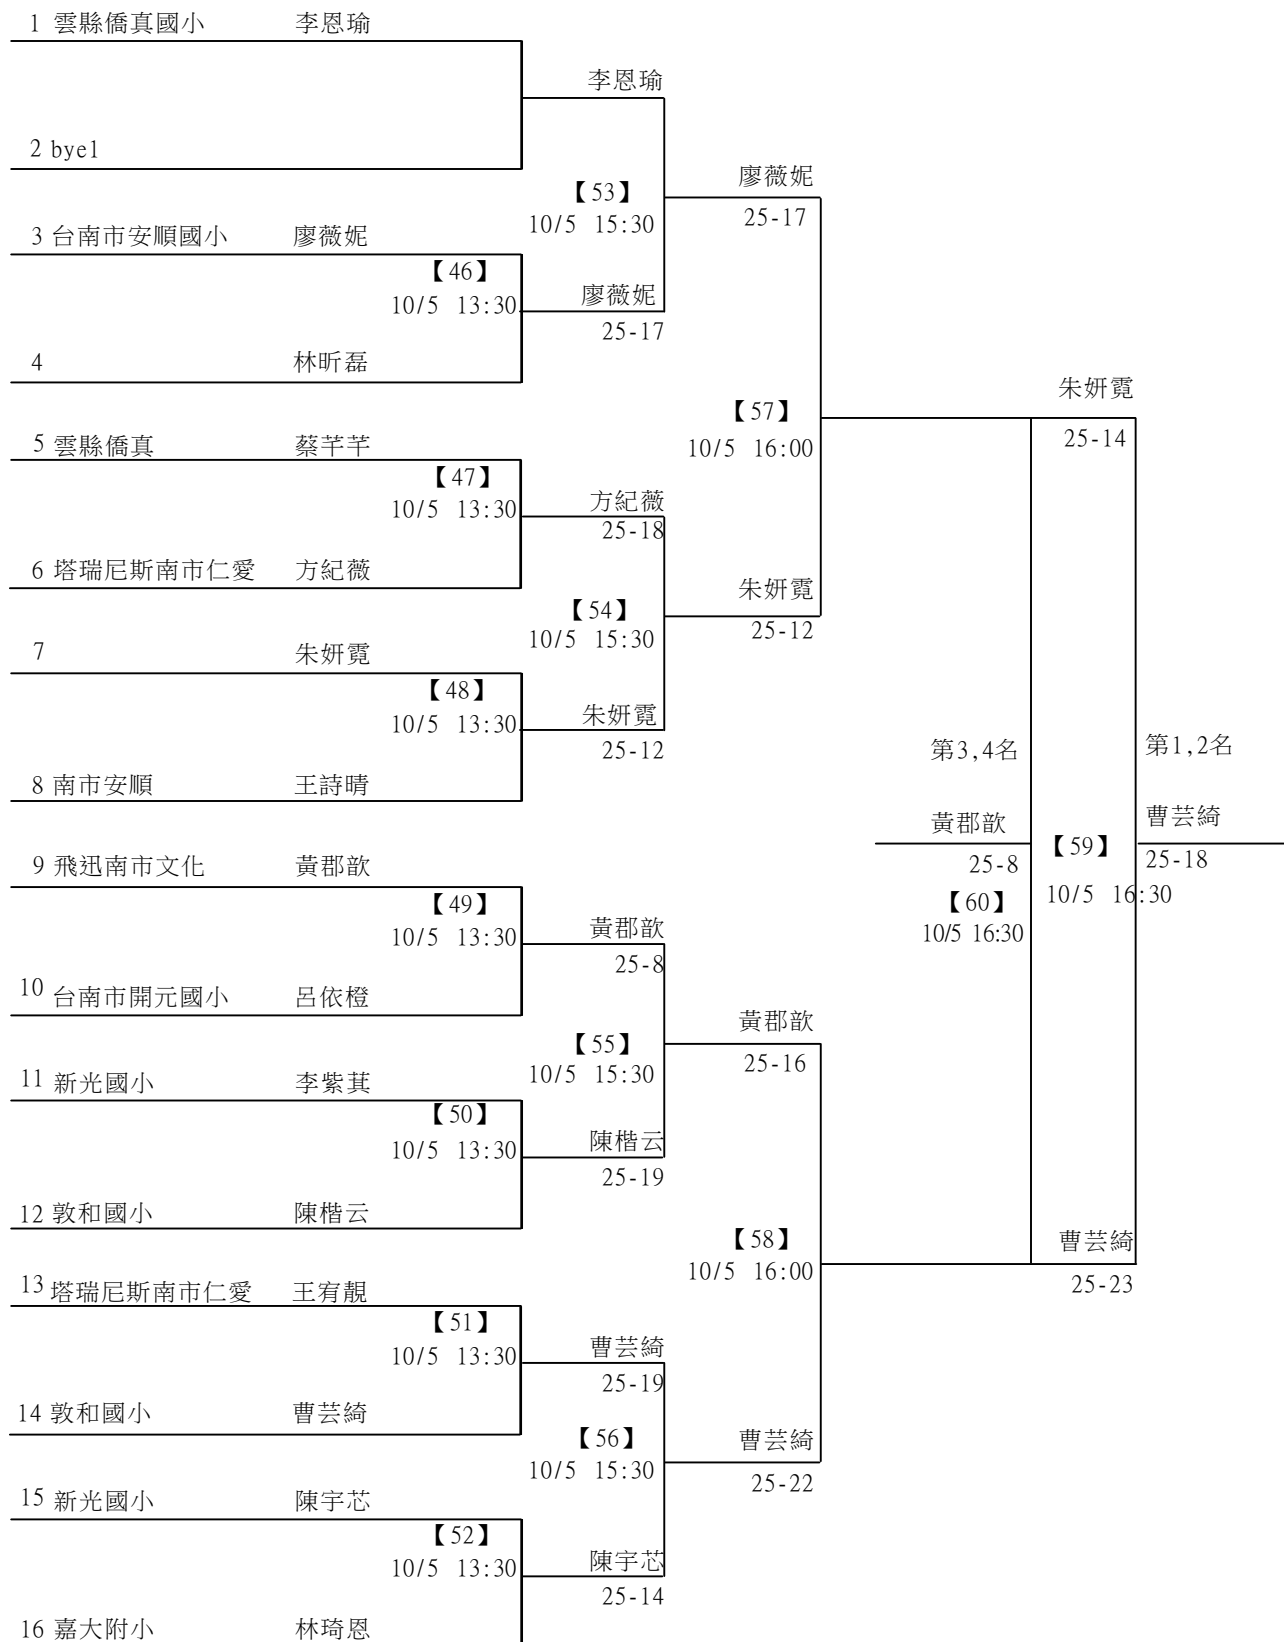 1 雲縣僑真國小 李恩瑜
李恩瑜
2 bye1
【53】
10/5 15:30
廖薇妮
25-17
3 台南市安順國小 廖薇妮
【46】
10/5 13:30
廖薇妮
25-17
4 林昕磊
【57】
10/5 16:00
朱妍霓
25-14
5 雲縣僑真 蔡芊芊
【47】
10/5 13:30
方紀薇
25-18
6 塔瑞尼斯南市仁愛 方紀薇
【54】
10/5 15:30
朱妍霓
25-12
7 朱妍霓
【48】
10/5 13:30
朱妍霓
25-12
8 南市安順 王詩晴
第3,4名
第1,2名
黃郡歆
25-8
【60】
10/5 16:30
【59】
10/5 16:30
曹芸綺
25-18
9 飛迅南市文化 黃郡歆
【49】
10/5 13:30
黃郡歆
25-8
10 台南市開元國小 呂依橙
【55】
10/5 15:30
黃郡歆
25-16
11 新光國小 李紫萁
【50】
10/5 13:30
陳楷云
25-19
12 敦和國小 陳楷云
【58】
10/5 16:00
曹芸綺
25-23
13 塔瑞尼斯南市仁愛 王宥靚
【51】
10/5 13:30
曹芸綺
25-19
14 敦和國小 曹芸綺
【56】
10/5 15:30
曹芸綺
25-22
15 新光國小 陳宇芯
【52】
10/5 13:30
陳宇芯
25-14
16 嘉大附小 林琦恩